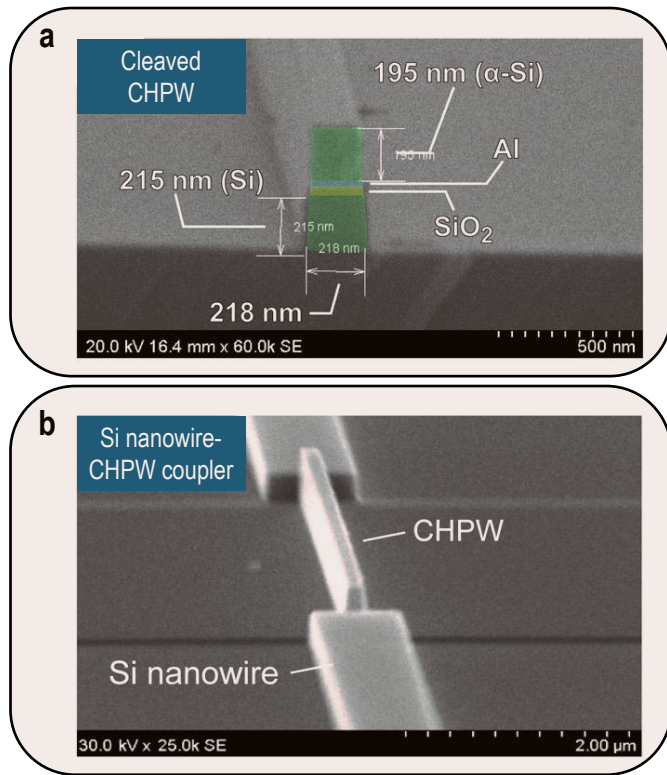 a
Cleaved
CHPW
195 nm (α-Si)
195 nm
Al
215 nm (Si)
SiO₂
215 nm
218 nm
218 nm
20.0 kV 16.4 mm x 60.0k SE
500 nm
b
Si nanowire-
CHPW coupler
CHPW
Si nanowire
30.0 kV x 25.0k SE
2.00 µm